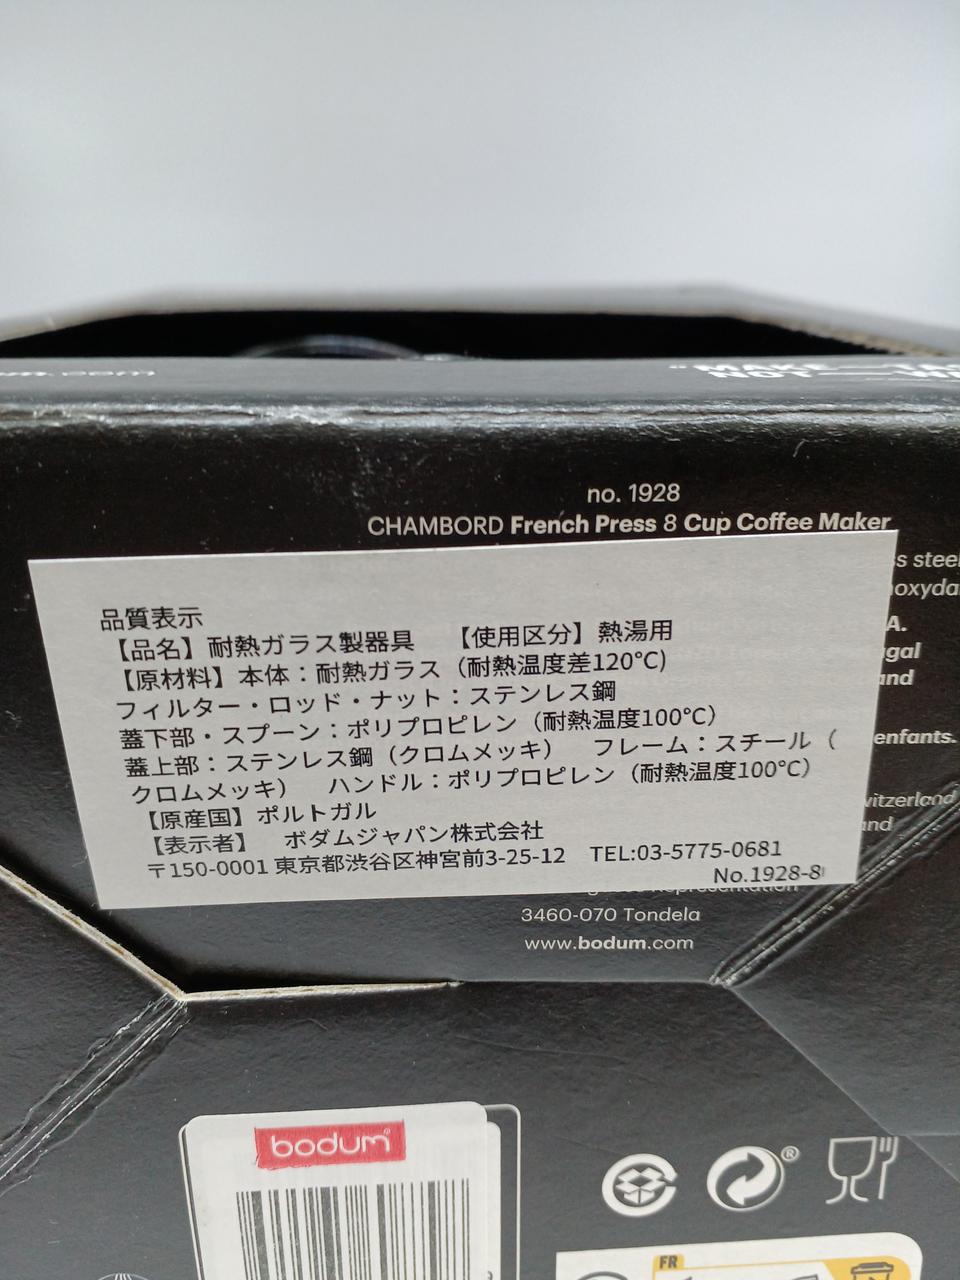 no. 1928
CHAMBORD French Press 8 Cup Coffee Maker
品質表示
【品名】耐熱ガラス製器具 【使用区分】熱湯用
【原材料】本体：耐熱ガラス（耐熱温度差120℃)
フィルター・ロッド・ナット：ステンレス鋼
蓋下部・スプーン：ポリプロピレン（耐熱温度100℃）
蓋上部：ステンレス鋼（クロムメッキ） フレーム：スチール（
クロムメッキ） ハンドル：ポリプロピレン（耐熱温度100℃）
【原産国】ポルトガル
【表示者】 ボダムジャパン株式会社
〒150-0001 東京都渋谷区神宮前3-25-12 TEL:03-5775-0681
No.1928-8
enfants.
3460-070 Tondela
www.bodum.com
bodum®
FR